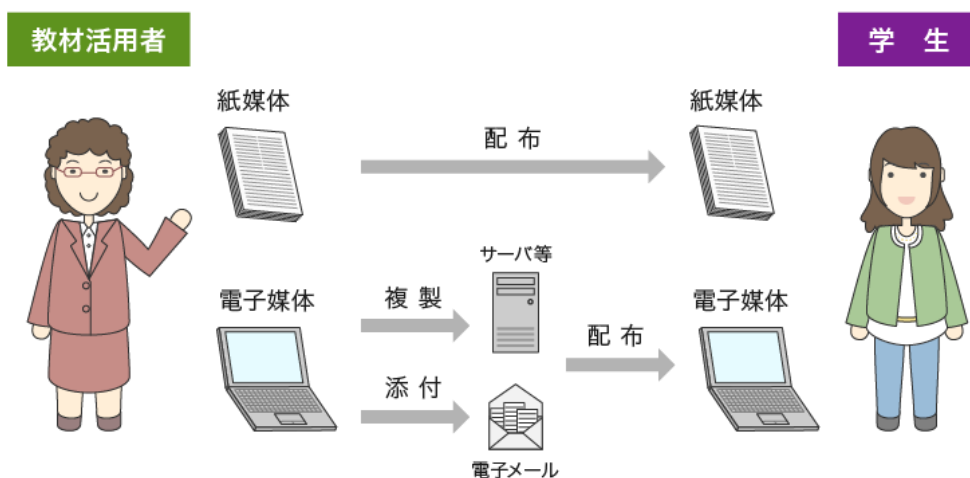 教材活用者
学 生
紙媒体
配 布
紙媒体
電子媒体
複 製
サーバ等
添 付
電子メール
配 布
電子媒体